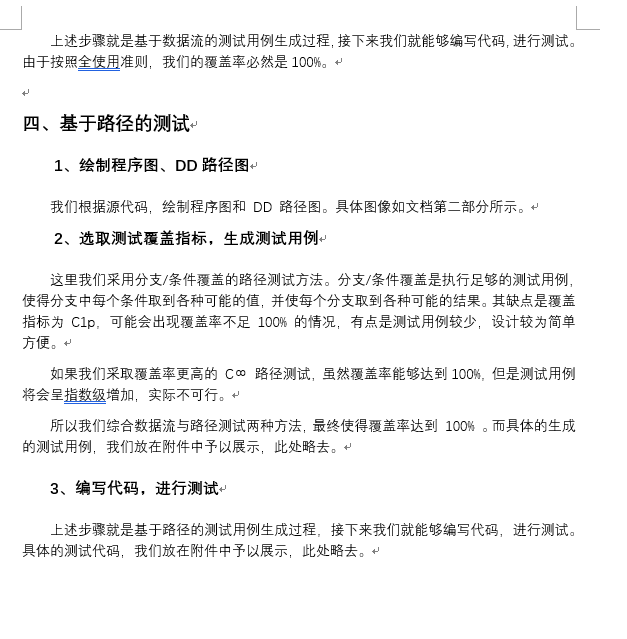 上述步骤就是基于数据流的测试用例生成过程，接下来我们就能够编写代码，进行测试。
由于按照全使用准则，我们的覆盖率必然是 100%。
四、基于路径的测试
1、绘制程序图、DD 路径图
我们根据源代码，绘制程序图和 DD 路径图。具体图像如文档第二部分所示。
2、选取测试覆盖指标，生成测试用例
这里我们采用分支/条件覆盖的路径测试方法。分支/条件覆盖是执行足够的测试用例，
使得分支中每个条件取到各种可能的值，并使每个分支取到各种可能的结果。其缺点是覆盖
指标为 C1p，可能会出现覆盖率不足 100% 的情况，有点是测试用例较少，设计较为简单
方便。
如果我们采取覆盖率更高的 C∞ 路径测试，虽然覆盖率能够达到 100%，但是测试用例
将会呈指数级增加，实际不可行。
所以我们综合数据流与路径测试两种方法，最终使得覆盖率达到 100% 。而具体的生成
的测试用例，我们放在附件中予以展示，此处略去。
3、编写代码，进行测试
上述步骤就是基于路径的测试用例生成过程，接下来我们就能够编写代码，进行测试。
具体的测试代码，我们放在附件中予以展示，此处略去。